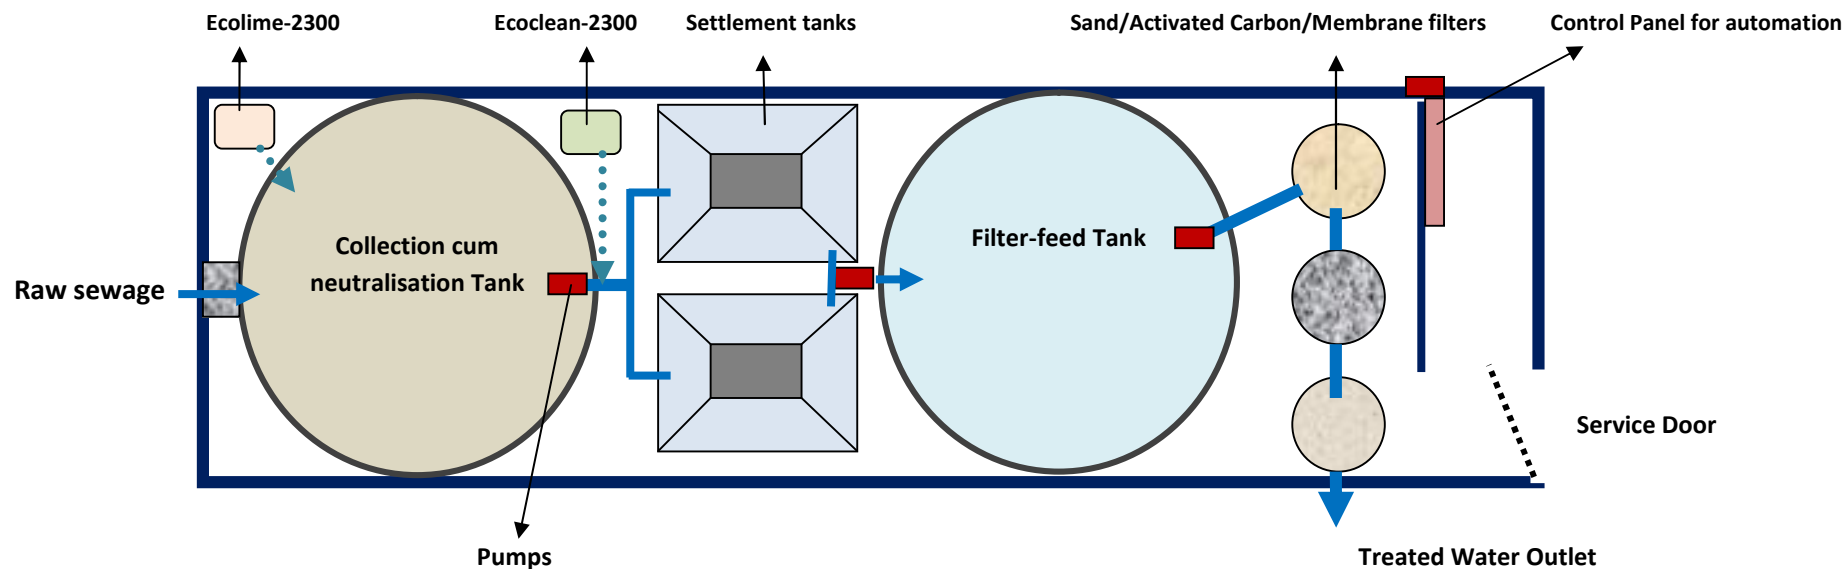 Ecolime-2300
Ecoclean-2300
Settlement tanks
Sand/Activated Carbon/Membrane filters
Control Panel for automation
Collection cum
neutralisation Tank
Filter-feed Tank
Raw sewage
Service Door
Pumps
Treated Water Outlet